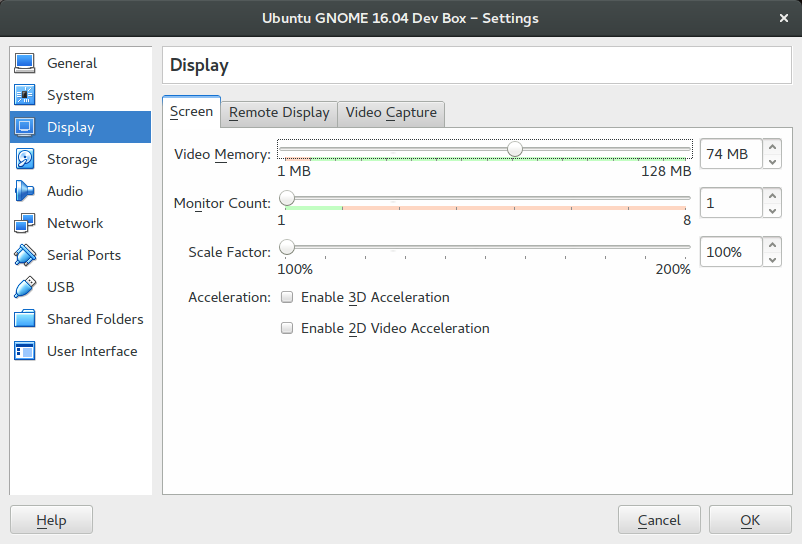 Ubuntu GNOME 16.04 Dev Box – Settings
General
System
Display
Storage
Audio
Network
Serial Ports
USB
Shared Folders
User Interface
Display
Screen Remote Display Video Capture
Video Memory: 74 MB
1 MB 128 MB
Monitor Count: 1
1 8
Scale Factor: 100%
100% 200%
Acceleration: Enable 3D Acceleration
Enable 2D Video Acceleration
Help Cancel OK